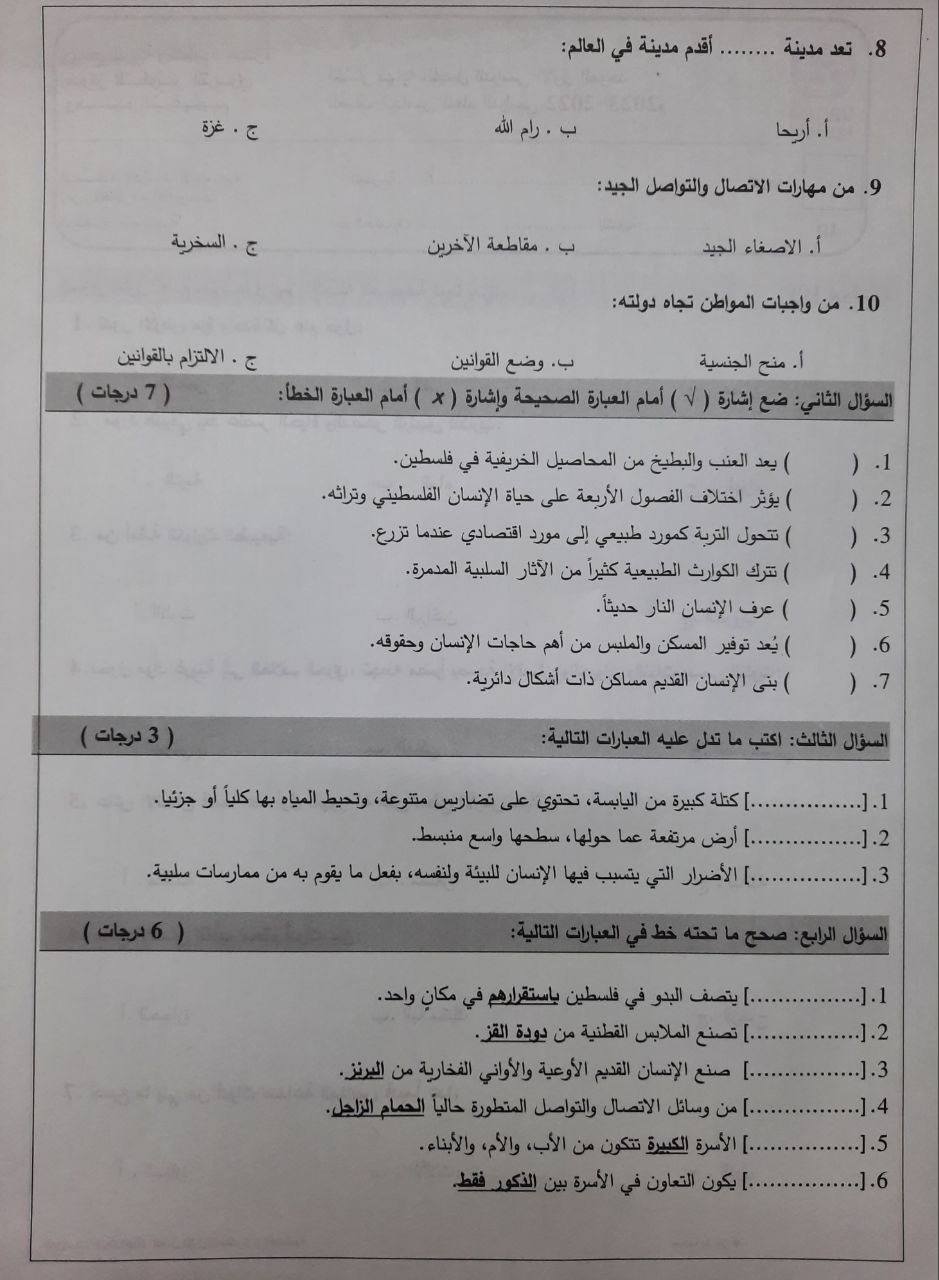 8. تعد مدينة ........ أقدم مدينة في العالم:
أ. أريحا ب . رام الله ج . غزة
9. من مهارات الاتصال والتواصل الجيد:
أ. الاصغاء الجيد ب . مقاطعة الآخرين ج . السخرية
10. من واجبات المواطن تجاه دولته:
أ. منح الجنسية ب. وضع القوانين ج . الالتزام بالقوانين
السؤال الثاني: ضع إشارة ( √ ) أمام العبارة الصحيحة وإشارة ( x ) أمام العبارة الخطأ: ( 7 درجات )
1. ( ) يعد العنب والبطيخ من المحاصيل الخريفية في فلسطين.
2. ( ) يؤثر اختلاف الفصول الأربعة على حياة الإنسان الفلسطيني وتراثه.
3. ( ) تتحول التربة كمورد طبيعي إلى مورد اقتصادي عندما تزرع.
4. ( ) تترك الكوارث الطبيعية كثيراً من الآثار السلبية المدمرة.
5. ( ) عرف الإنسان النار حديثاً.
6. ( ) يُعد توفير المسكن والملبس من أهم حاجات الإنسان وحقوقه.
7. ( ) بنى الإنسان القديم مساكن ذات أشكال دائرية.
السؤال الثالث: اكتب ما تدل عليه العبارات التالية: ( 3 درجات )
1. [................] كتلة كبيرة من اليابسة، تحتوي على تضاريس متنوعة، وتحيط المياه بها كلياً أو جزئيا.
2. [................] أرض مرتفعة عما حولها، سطحها واسع منبسط.
3. [................] الأضرار التي يتسبب فيها الإنسان للبيئة ولنفسه، بفعل ما يقوم به من ممارسات سلبية.
السؤال الرابع: صحح ما تحته خط في العبارات التالية: ( 6 درجات )
1. [................] يتصف البدو في فلسطين باستقرارهم في مكانٍ واحد.
2. [................] تصنع الملابس القطنية من دودة القز.
3. [................] صنع الإنسان القديم الأوعية والأواني الفخارية من البرنز.
4. [................] من وسائل الاتصال والتواصل المتطورة حالياً الحمام الزاجل.
5. [................] الأسرة الكبيرة تتكون من الأب، والأم، والأبناء.
6. [................] يكون التعاون في الأسرة بين الذكور فقط.